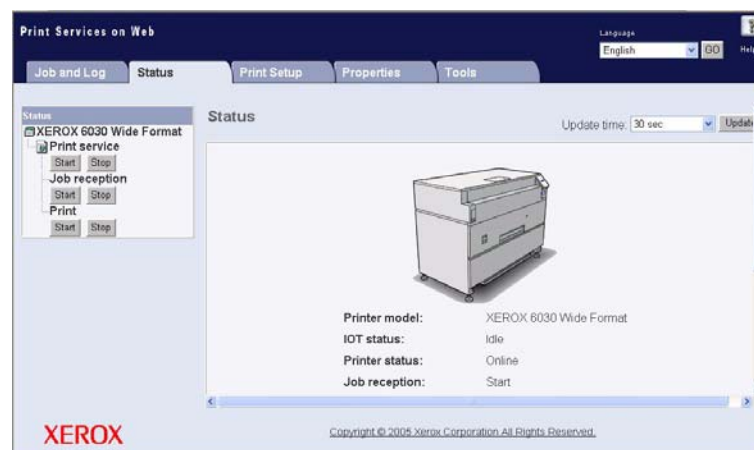 Print Services on Web
Language
English
GO
Help
Job and Log
Status
Print Setup
Properties
Tools
Status
XEROX 6030 Wide Format
Print service
Start Stop
Job reception
Start Stop
Print
Start Stop
Status
Update time: 30 sec
Printer model: XEROX 6030 Wide Format
IOT status: Idle
Printer status: Online
Job reception: Start
XEROX
Copyright © 2005 Xerox Corporation All Rights Reserved.